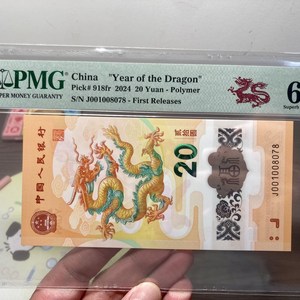 PMG
PAPER MONEY GUARANTY
China "Year of the Dragon"
Pick# 918fr 2024 20 Yuan - Polymer
S/N J001008078 - First Releases
6
Superb
中国人民银行
贰拾圆
20
J001008078